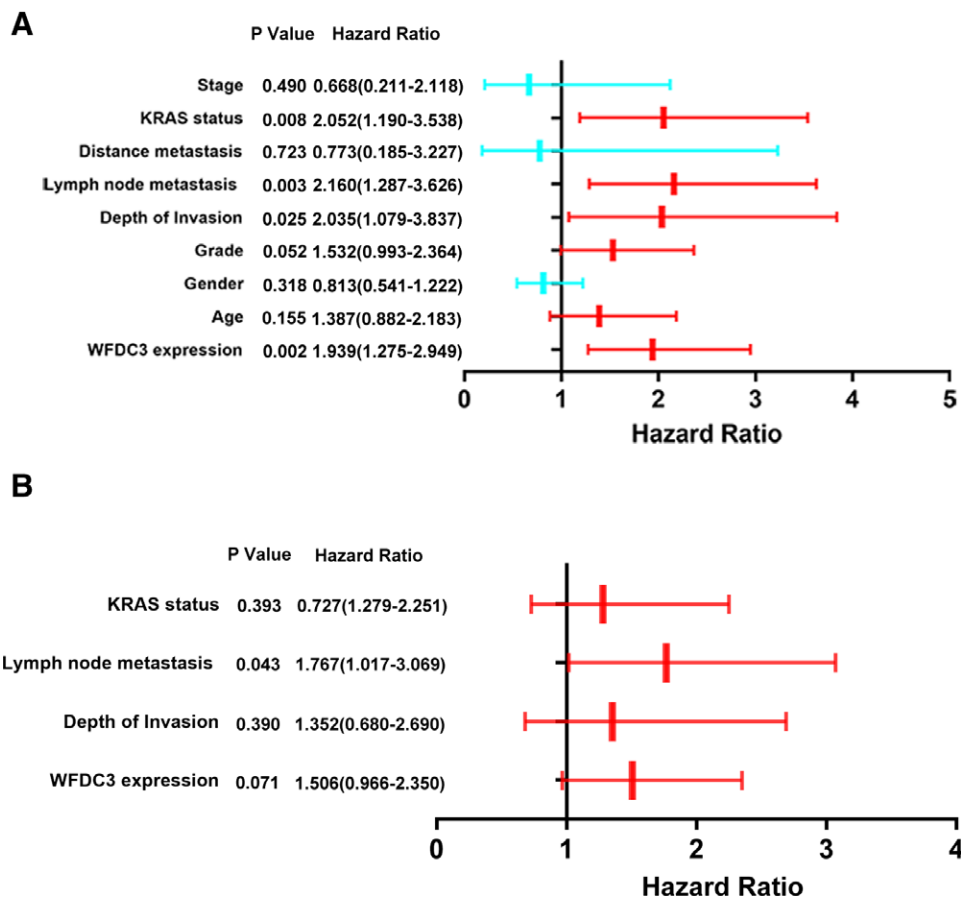 A
P Value Hazard Ratio
Stage 0.490 0.668(0.211-2.118)
KRAS status 0.008 2.052(1.190-3.538)
Distance metastasis 0.723 0.773(0.185-3.227)
Lymph node metastasis 0.003 2.160(1.287-3.626)
Depth of Invasion 0.025 2.035(1.079-3.837)
Grade 0.052 1.532(0.993-2.364)
Gender 0.318 0.813(0.541-1.222)
Age 0.155 1.387(0.882-2.183)
WFDC3 expression 0.002 1.939(1.275-2.949)
0 1 2 3 4 5
Hazard Ratio
B
P Value Hazard Ratio
KRAS status 0.393 0.727(1.279-2.251)
Lymph node metastasis 0.043 1.767(1.017-3.069)
Depth of Invasion 0.390 1.352(0.680-2.690)
WFDC3 expression 0.071 1.506(0.966-2.350)
0 1 2 3 4
Hazard Ratio